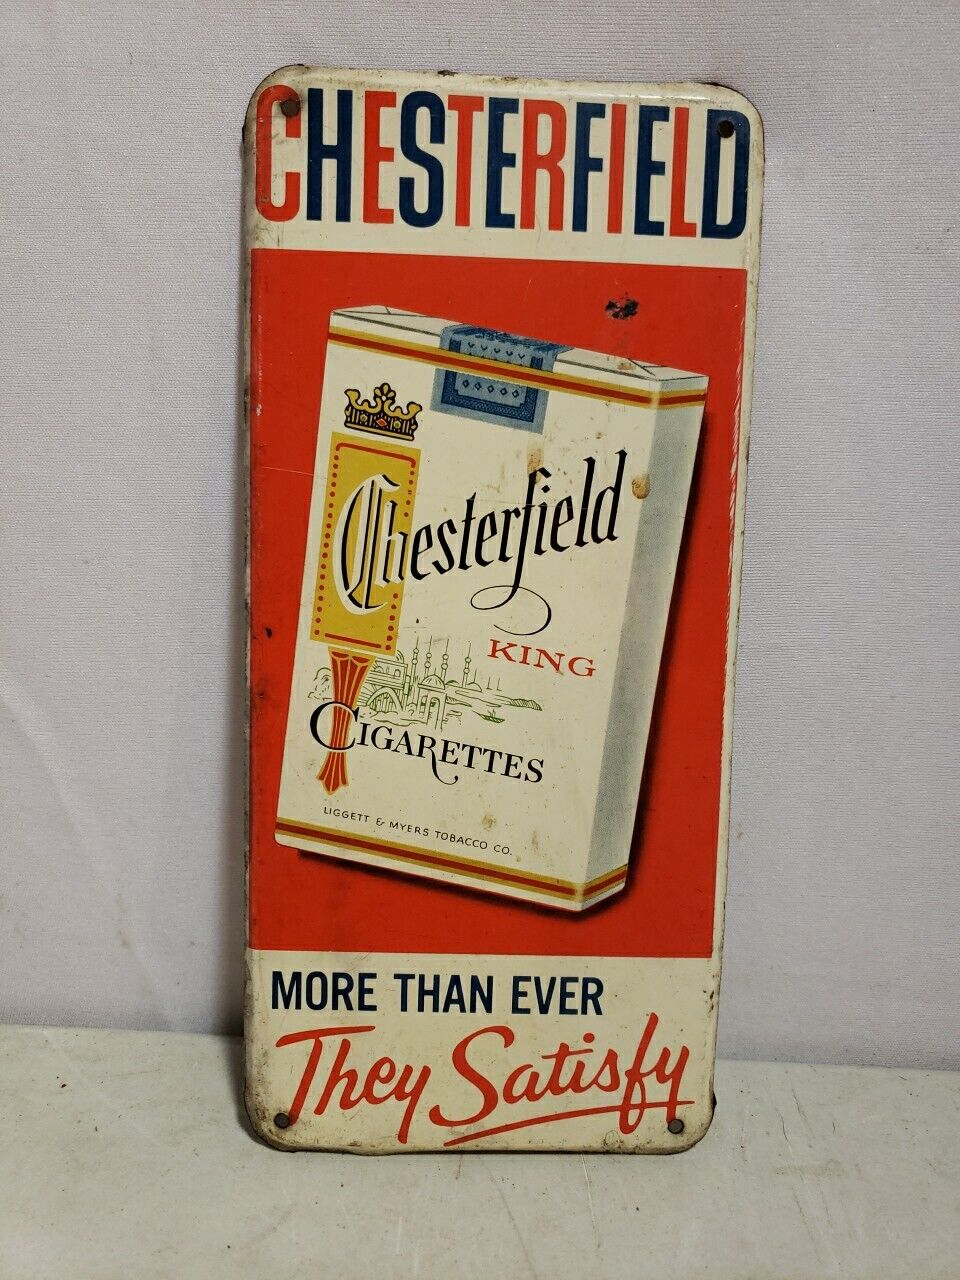 CHESTERFIELD
Chesterfield
KING
CIGARETTES
LIGGETT & MYERS TOBACCO CO.
MORE THAN EVER
They Satisfy